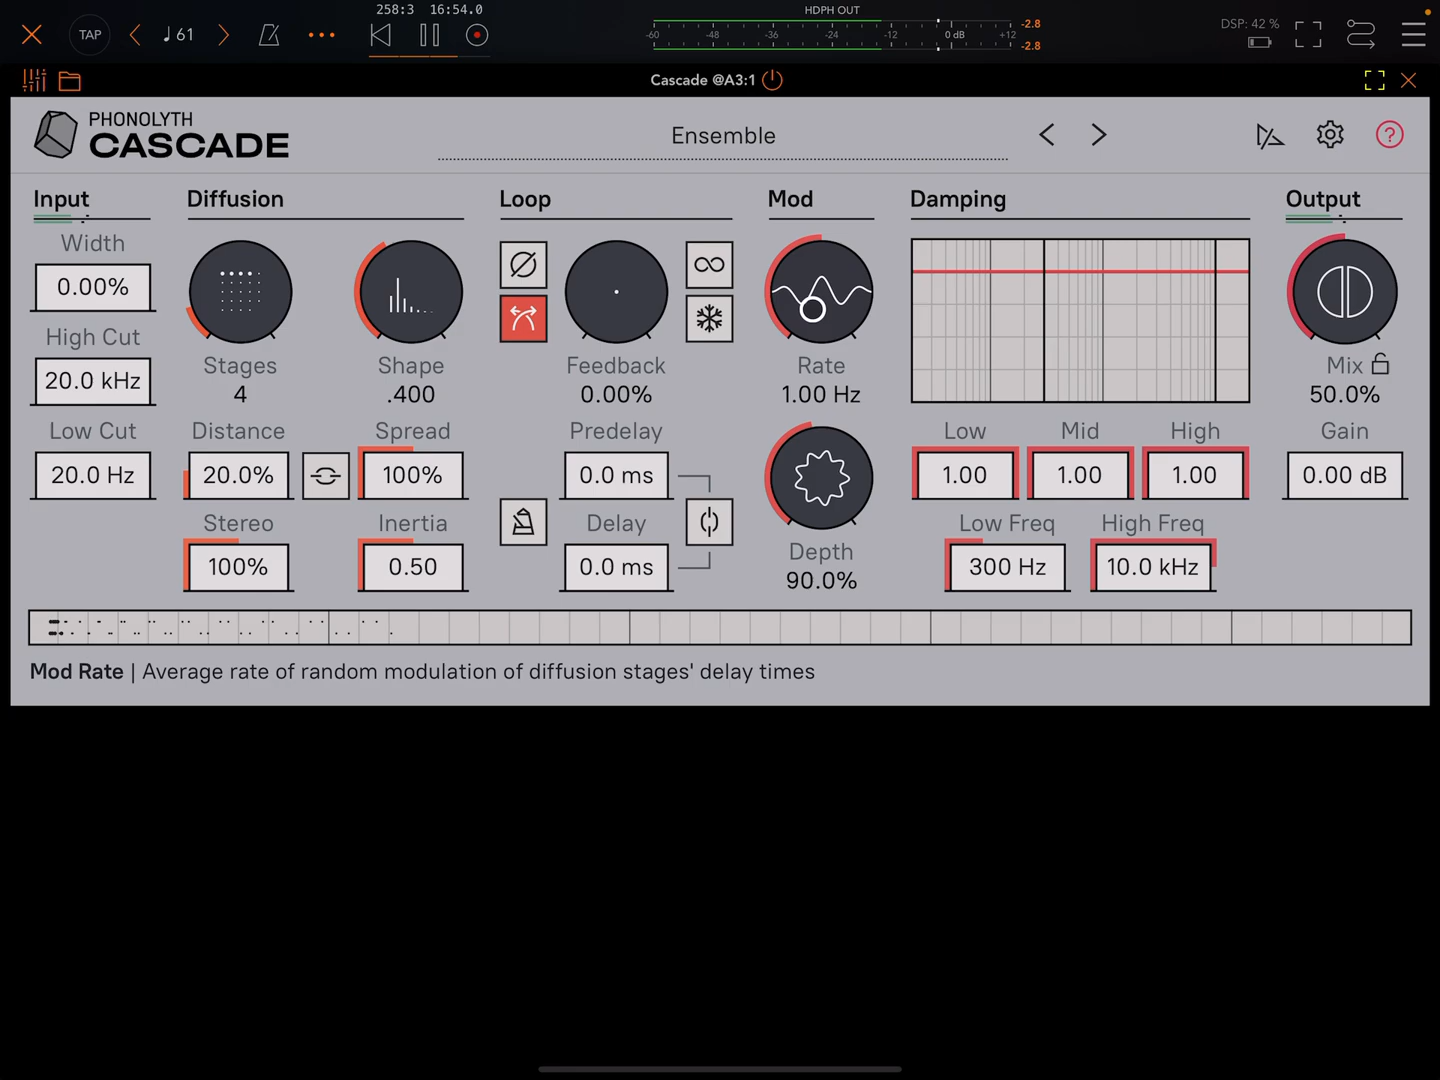 TAP
♩61
258:3 16:54.0
HDPH OUT
-60 -48 -36 -24 -12 0 dB +12
-2.8
-2.8
DSP: 42 %
Cascade @A3:1
PHONOLYTH
CASCADE
Ensemble
?
Input
Diffusion
Loop
Mod
Damping
Output
Width
0.00%
High Cut
20.0 kHz
Low Cut
20.0 Hz
Stages
4
Shape
.400
Feedback
0.00%
Rate
1.00 Hz
Mix
50.0%
Distance
20.0%
Spread
100%
Predelay
0.0 ms
Low
1.00
Mid
1.00
High
1.00
Gain
0.00 dB
Stereo
100%
Inertia
0.50
Delay
0.0 ms
Depth
90.0%
Low Freq
300 Hz
High Freq
10.0 kHz
Mod Rate | Average rate of random modulation of diffusion stages' delay times